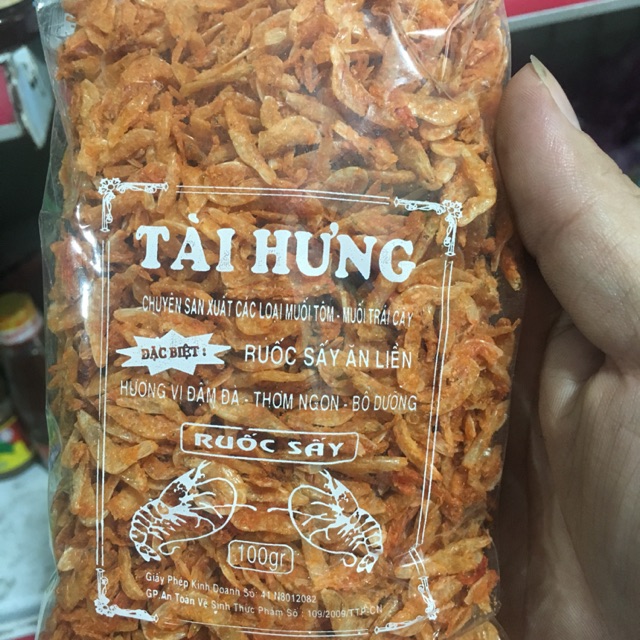 TÀI HƯNG
CHUYÊN SẢN XUẤT CÁC LOẠI MUỐI TÔM - MUỐI TRÁI CÂY
ĐẶC BIỆT :
RUỐC SẤY ĂN LIỀN
HƯƠNG VỊ ĐẬM ĐÀ - THƠM NGON - BỔ DƯỠNG
RUỐC SẤY
100gr
Giấy Phép Kinh Doanh Số: 41.N8012082
GP.An Toàn Vệ Sinh Thực Phẩm Số : 109/2009/TTP.CN